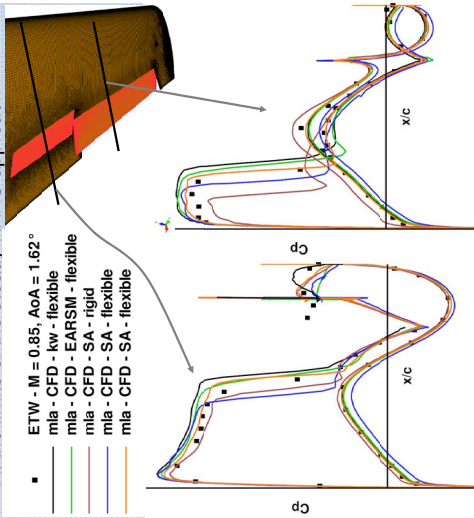 ETW - M = 0.85, AoA = 1.62°
mla - CFD - kw - flexible
mla - CFD - EARSM - flexible
mla - CFD - SA - rigid
mla - CFD - SA - flexible
mla - CFD - SA - flexible
Cp
x/c
Cp
x/c